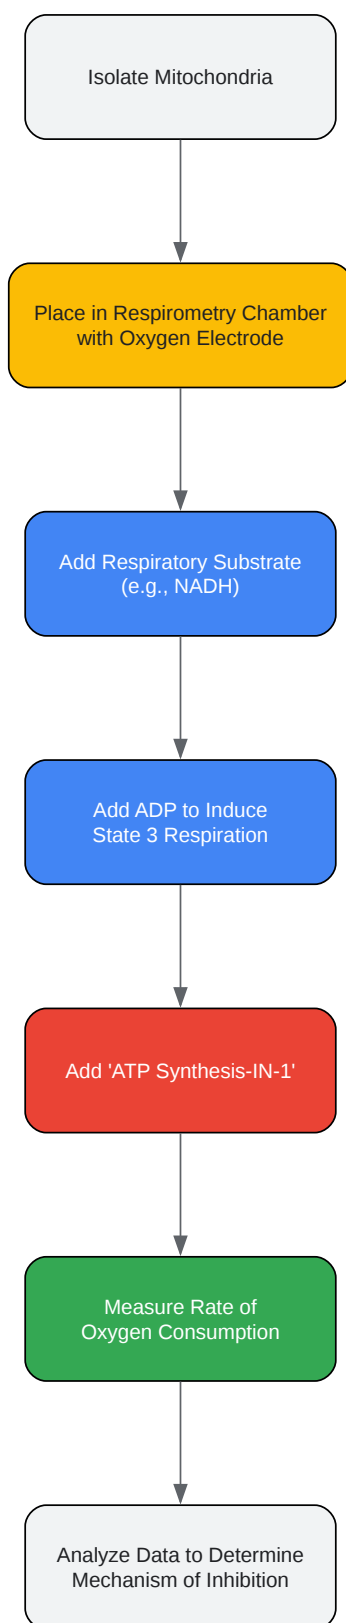 Isolate Mitochondria
Place in Respirometry Chamber
with Oxygen Electrode
Add Respiratory Substrate
(e.g., NADH)
Add ADP to Induce
State 3 Respiration
Add 'ATP Synthesis-IN-1'
Measure Rate of
Oxygen Consumption
Analyze Data to Determine
Mechanism of Inhibition